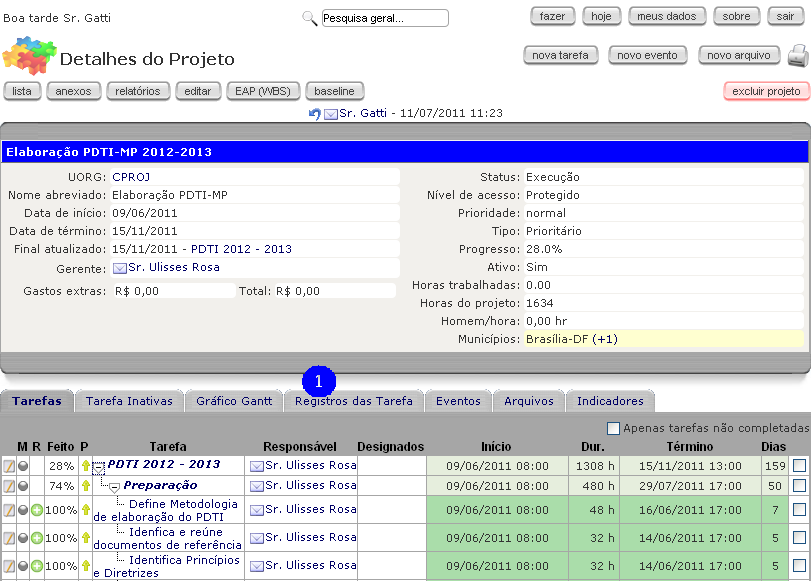 Boa tarde Sr. Gatti
Pesquisa geral...
fazer
hoje
meus dados
sobre
sair
Detalhes do Projeto
nova tarefa
novo evento
novo arquivo
lista
anexos
relatórios
editar
EAP (WBS)
baseline
excluir projeto
Sr. Gatti - 11/07/2011 11:23
Elaboração PDTI-MP 2012-2013
UORG: CPROJ
Nome abreviado: Elaboração PDTI-MP
Data de início: 09/06/2011
Data de término: 15/11/2011
Final atualizado: 15/11/2011 - PDTI 2012 - 2013
Gerente: Sr. Ulisses Rosa
Gastos extras: R$ 0,00 Total: R$ 0,00
Status: Execução
Nível de acesso: Protegido
Prioridade: normal
Tipo: Prioritário
Progresso: 28.0%
Ativo: Sim
Horas trabalhadas: 0.00
Horas do projeto: 1634
Homem/hora: 0,00 hr
Municípios: Brasília-DF (+1)
1
Tarefas
Tarefa Inativas
Gráfico Gantt
Registros das Tarefa
Eventos
Arquivos
Indicadores
Apenas tarefas não completadas
M R Feito P Tarefa Responsável Designados Início Dur. Término Dias
28% PDTI 2012 - 2013 Sr. Ulisses Rosa 09/06/2011 08:00 1308 h 15/11/2011 13:00 159
74% Preparação Sr. Ulisses Rosa 09/06/2011 08:00 480 h 29/07/2011 17:00 50
100% Define Metodologia de elaboração do PDTI Sr. Ulisses Rosa 09/06/2011 08:00 48 h 16/06/2011 17:00 7
100% Idenfica e reúne documentos de referência Sr. Ulisses Rosa 09/06/2011 08:00 32 h 14/06/2011 17:00 5
100% Identifica Princípios e Diretrizes Sr. Ulisses Rosa 09/06/2011 08:00 32 h 14/06/2011 17:00 5